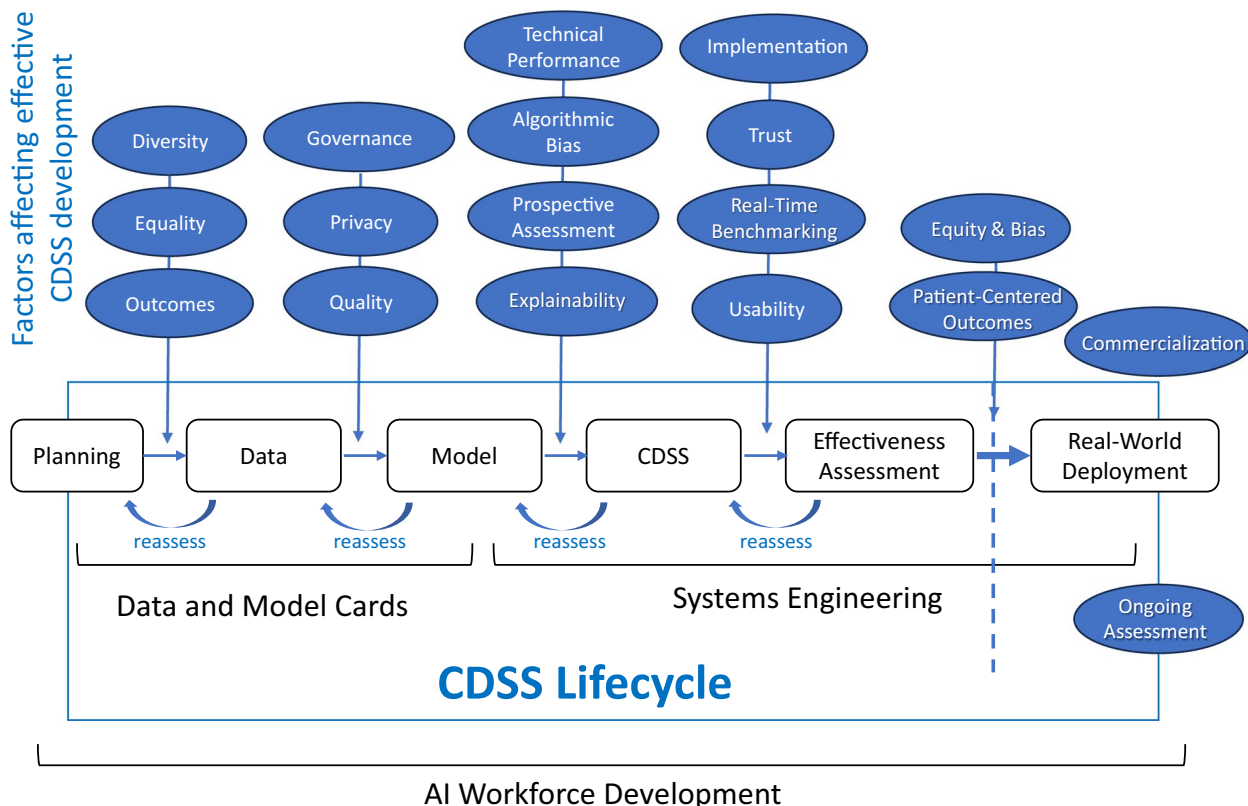 Factors affecting effective
CDSS development
Diversity
Equality
Outcomes
Governance
Privacy
Quality
Technical
Performance
Algorithmic
Bias
Prospective
Assessment
Explainability
Implementation
Trust
Real-Time
Benchmarking
Usability
Equity & Bias
Patient-Centered
Outcomes
Commercialization
Planning
Data
Model
CDSS
Effectiveness
Assessment
Real-World
Deployment
reassess
reassess
reassess
reassess
Data and Model Cards
Systems Engineering
Ongoing
Assessment
CDSS Lifecycle
AI Workforce Development